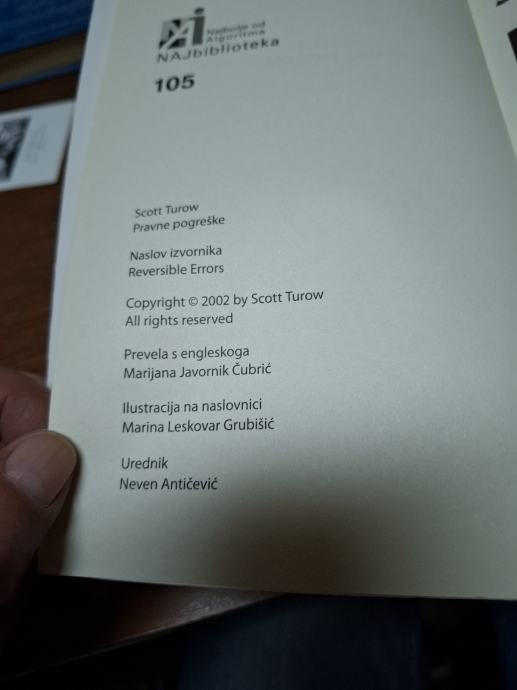 Najbolje od
Algoritma
NAJbiblioteka
105
Scott Turow
Pravne pogreške
Naslov izvornika
Reversible Errors
Copyright © 2002 by Scott Turow
All rights reserved
Prevela s engleskoga
Marijana Javornik Čubrić
Ilustracija na naslovnici
Marina Leskovar Grubišić
Urednik
Neven Antičević